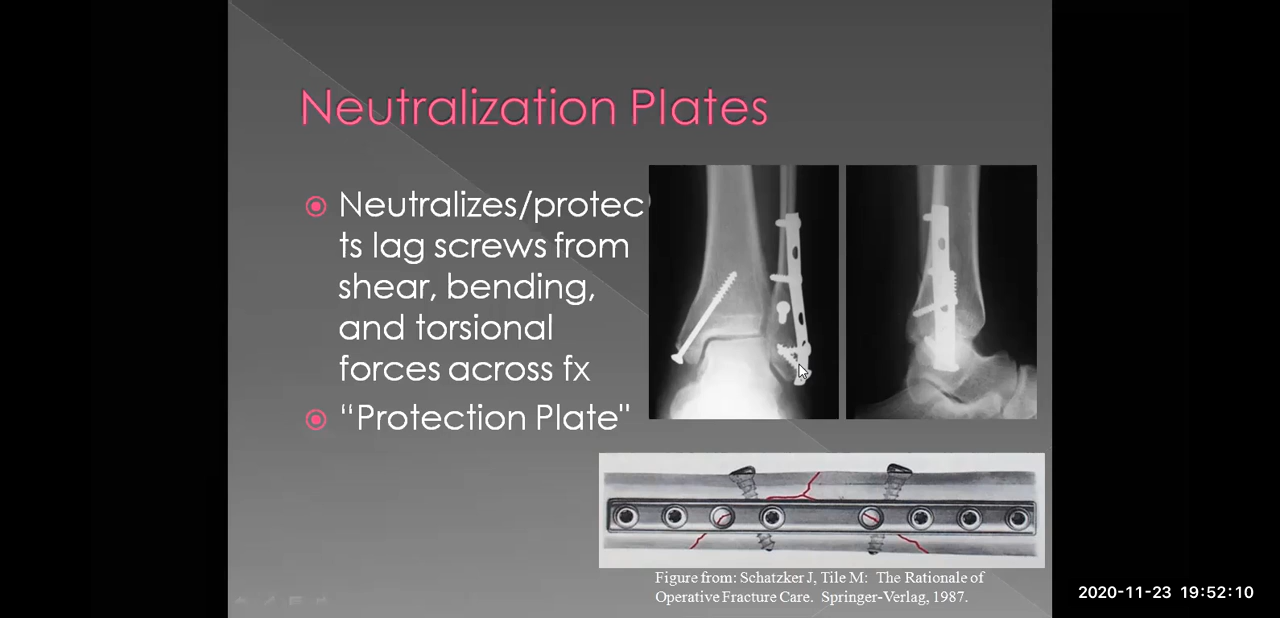 Neutralization Plates
Neutralizes/protec
ts lag screws from
shear, bending,
and torsional
forces across fx
“Protection Plate"
Figure from: Schatzker J, Tile M: The Rationale of
Operative Fracture Care. Springer-Verlag, 1987.
2020-11-23 19:52:10